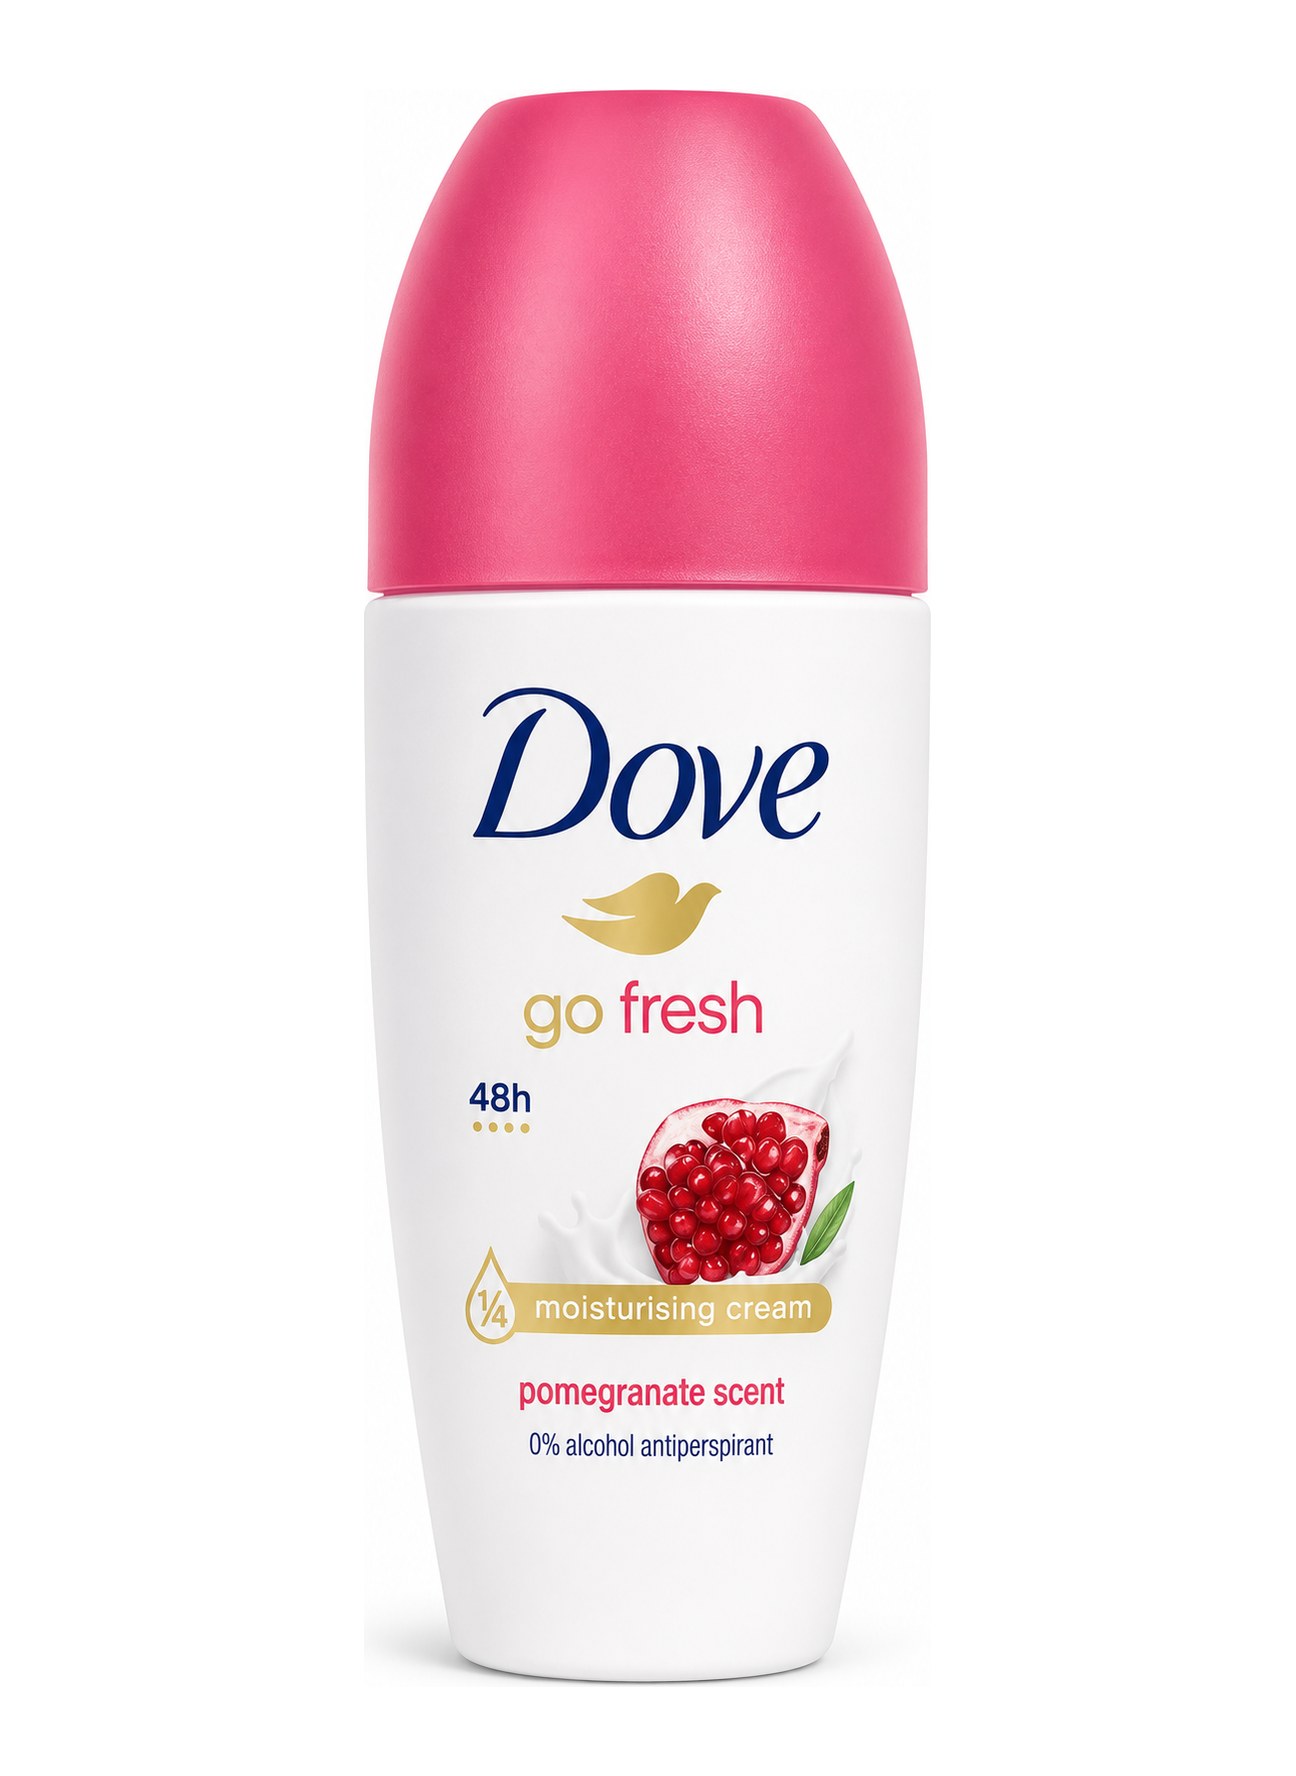 Dove
go fresh
48h
1/4 moisturising cream
pomegranate scent
0% alcohol antiperspirant